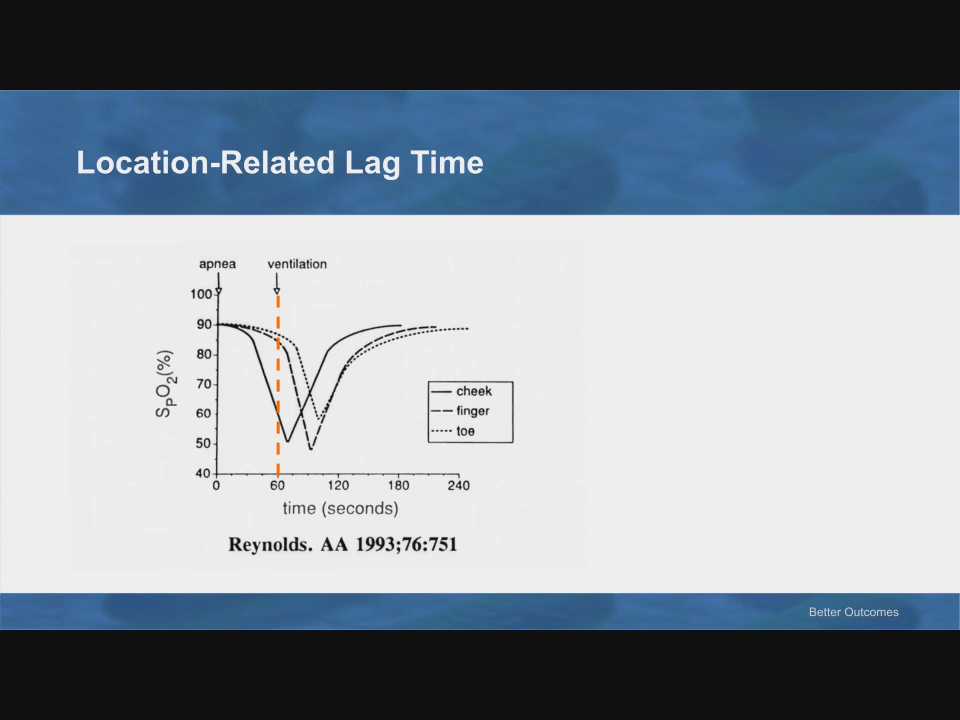 Location-Related Lag Time
apnea ventilation
100
90
80
70
60
50
40
SPO2(%)
0 60 120 180 240
time (seconds)
cheek
finger
toe
Reynolds. AA 1993;76:751
Better Outcomes